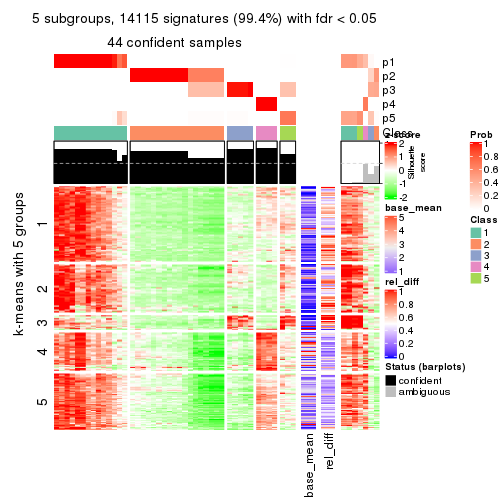 5 subgroups, 14115 signatures (99.4%) with fdr < 0.05
44 confident samples
p1
p2
p3
p4
p5
Class
Silhouette
score
k-means with 5 groups
1
2
3
4
5
base_mean
rel_diff
z-score
2
1
0
-1
-2
base_mean
5
4
3
2
1
rel_diff
1
0.8
0.6
0.4
0.2
0
Status (barplots)
confident
ambiguous
Prob
1
0.8
0.6
0.4
0.2
0
Class
1
2
3
4
5